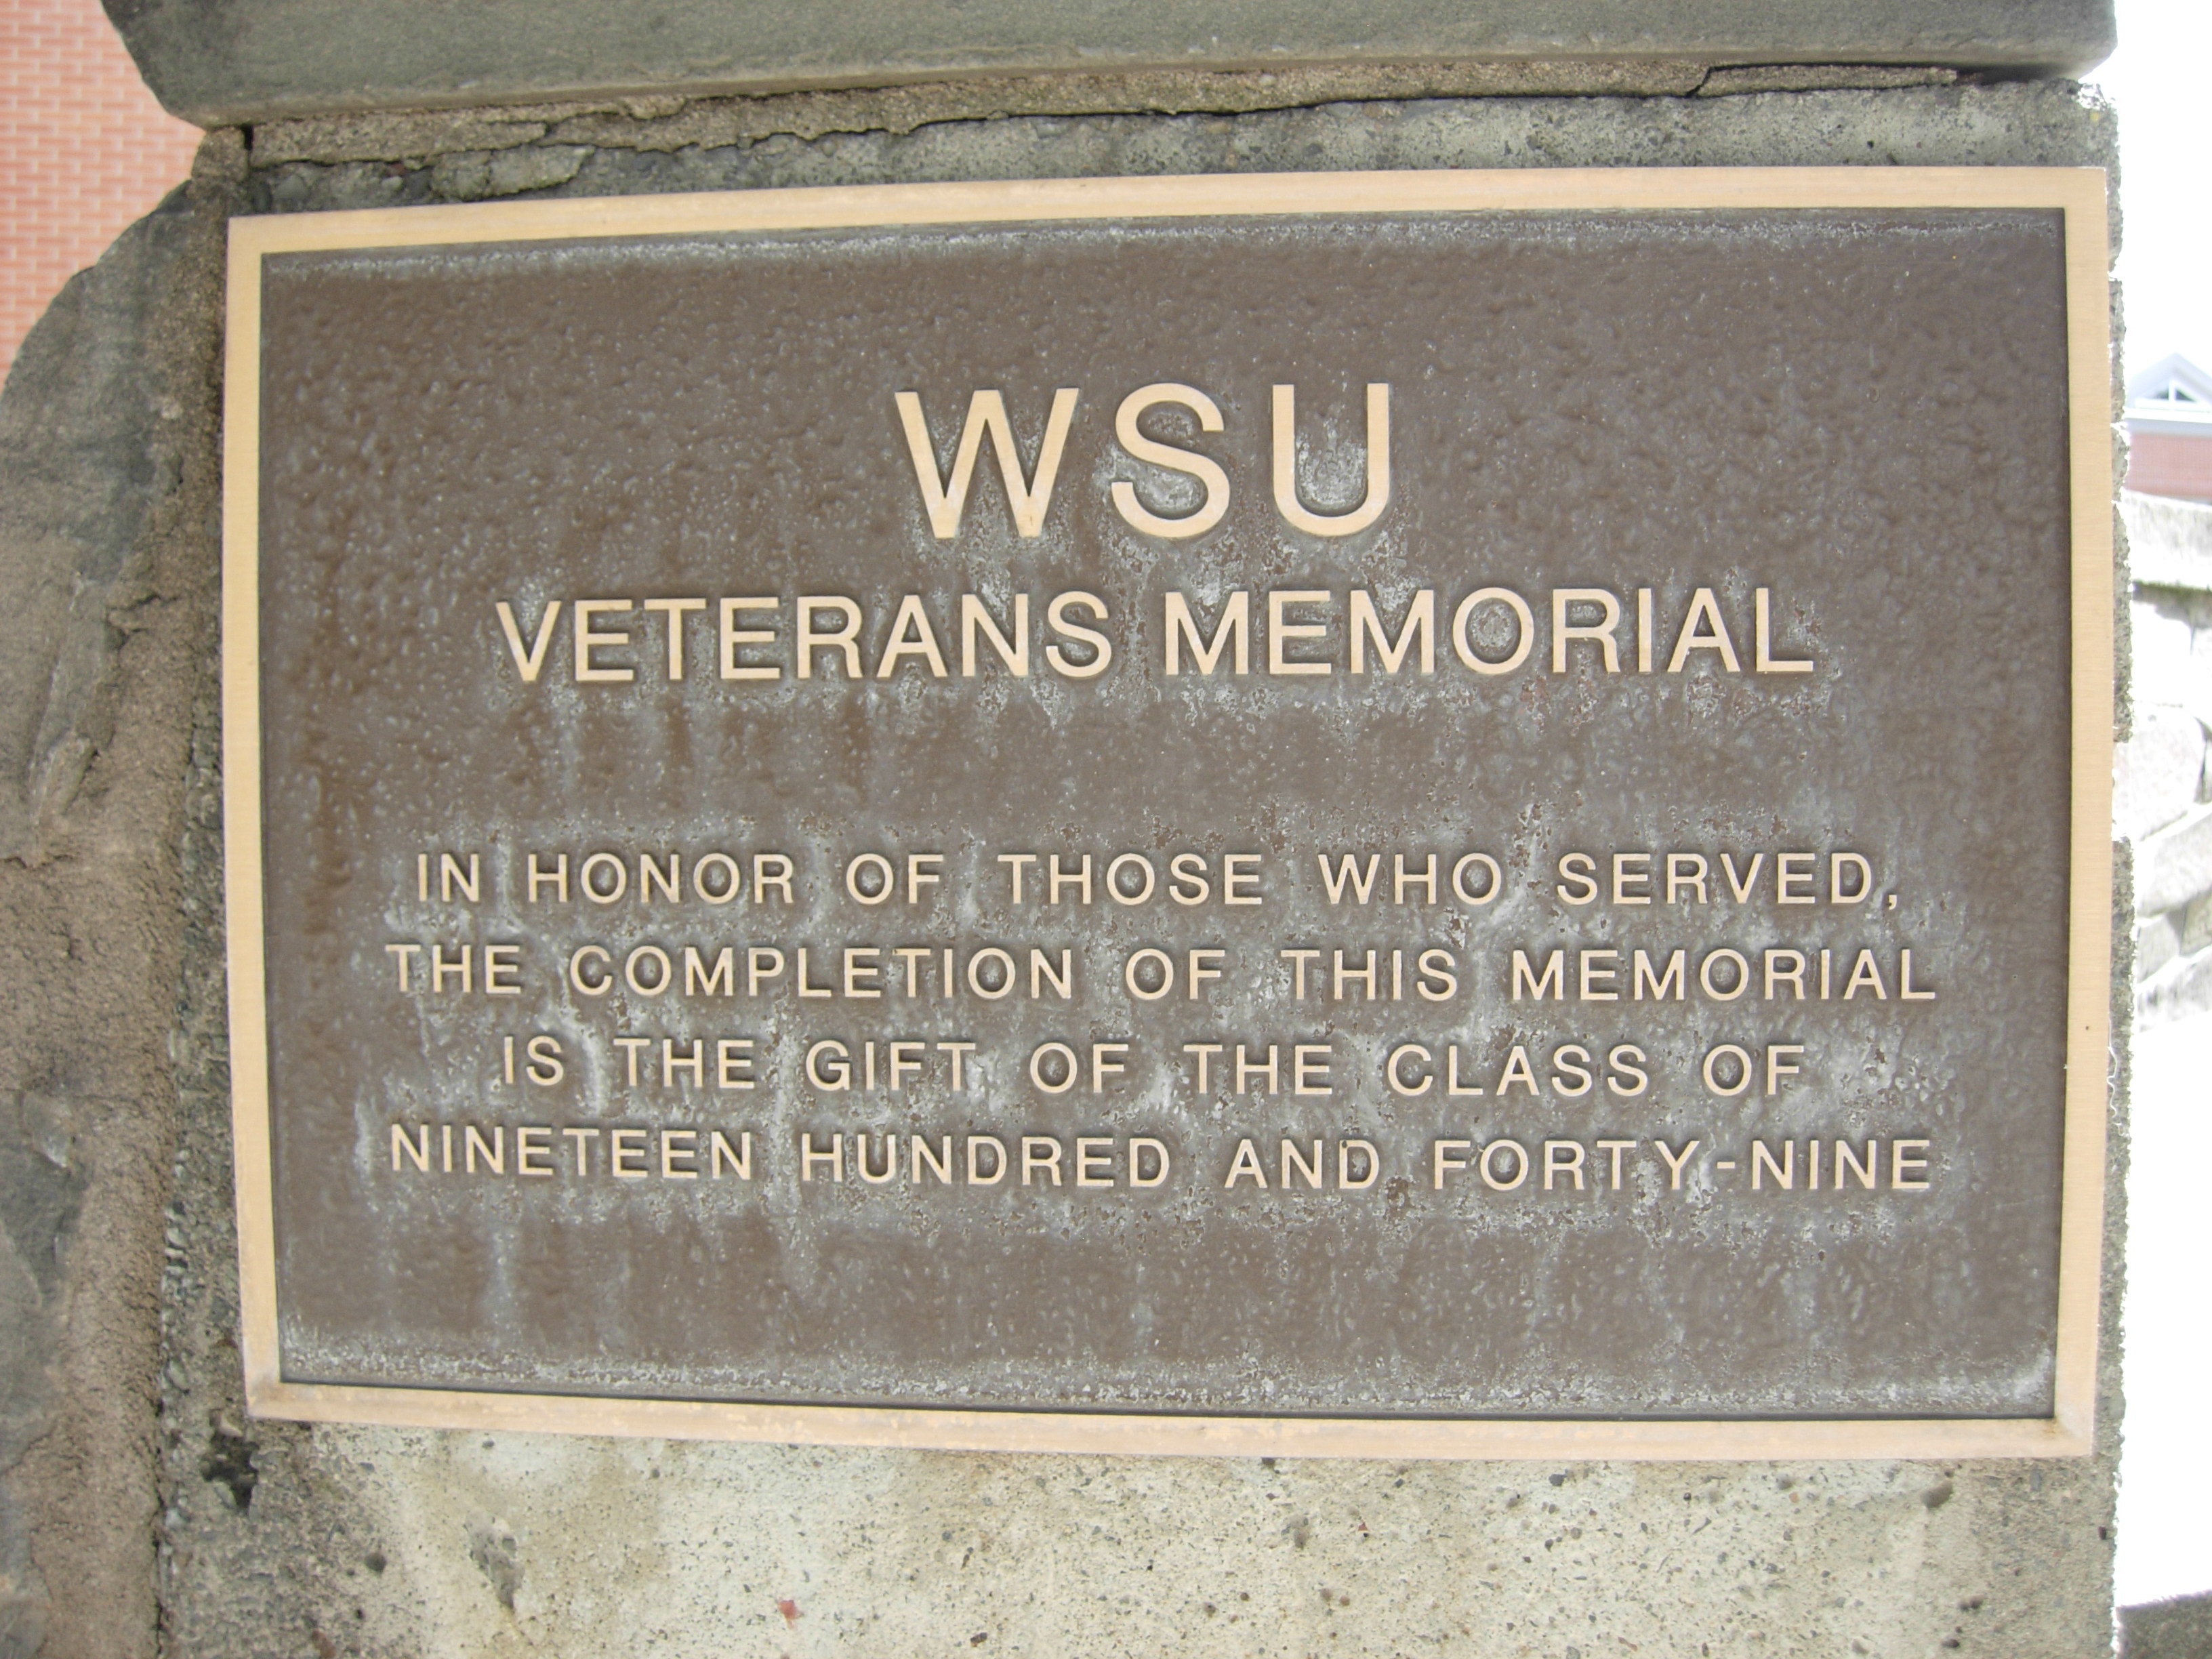 WSU
VETERANS MEMORIAL
IN HONOR OF THOSE WHO SERVED,
THE COMPLETION OF THIS MEMORIAL
IS THE GIFT OF THE CLASS OF
NINETEEN HUNDRED AND FORTY-NINE